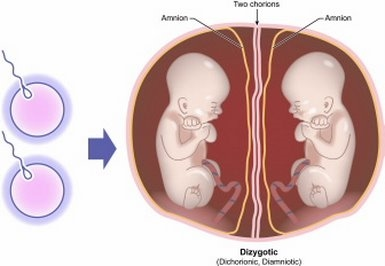 Two chorions
Amnion
Amnion
Dizygotic
(Dichorionic, Diamniotic)